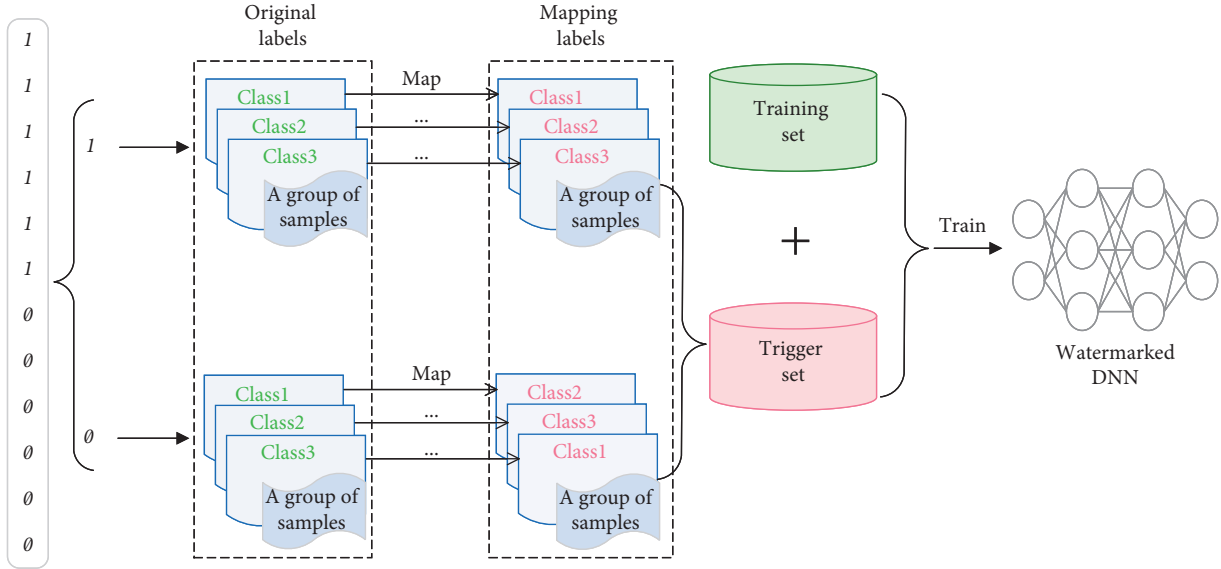 1
1
1
1
1
1
0
0
0
0
0
0
1
0
Original
labels
Mapping
labels
Class1
Class2
Class3
A group of
samples
Map
...
...
Class1
Class2
Class3
A group of
samples
Class1
Class2
Class3
A group of
samples
Map
...
...
Class2
Class3
Class1
A group of
samples
Training
set
+
Trigger
set
Train
Watermarked
DNN